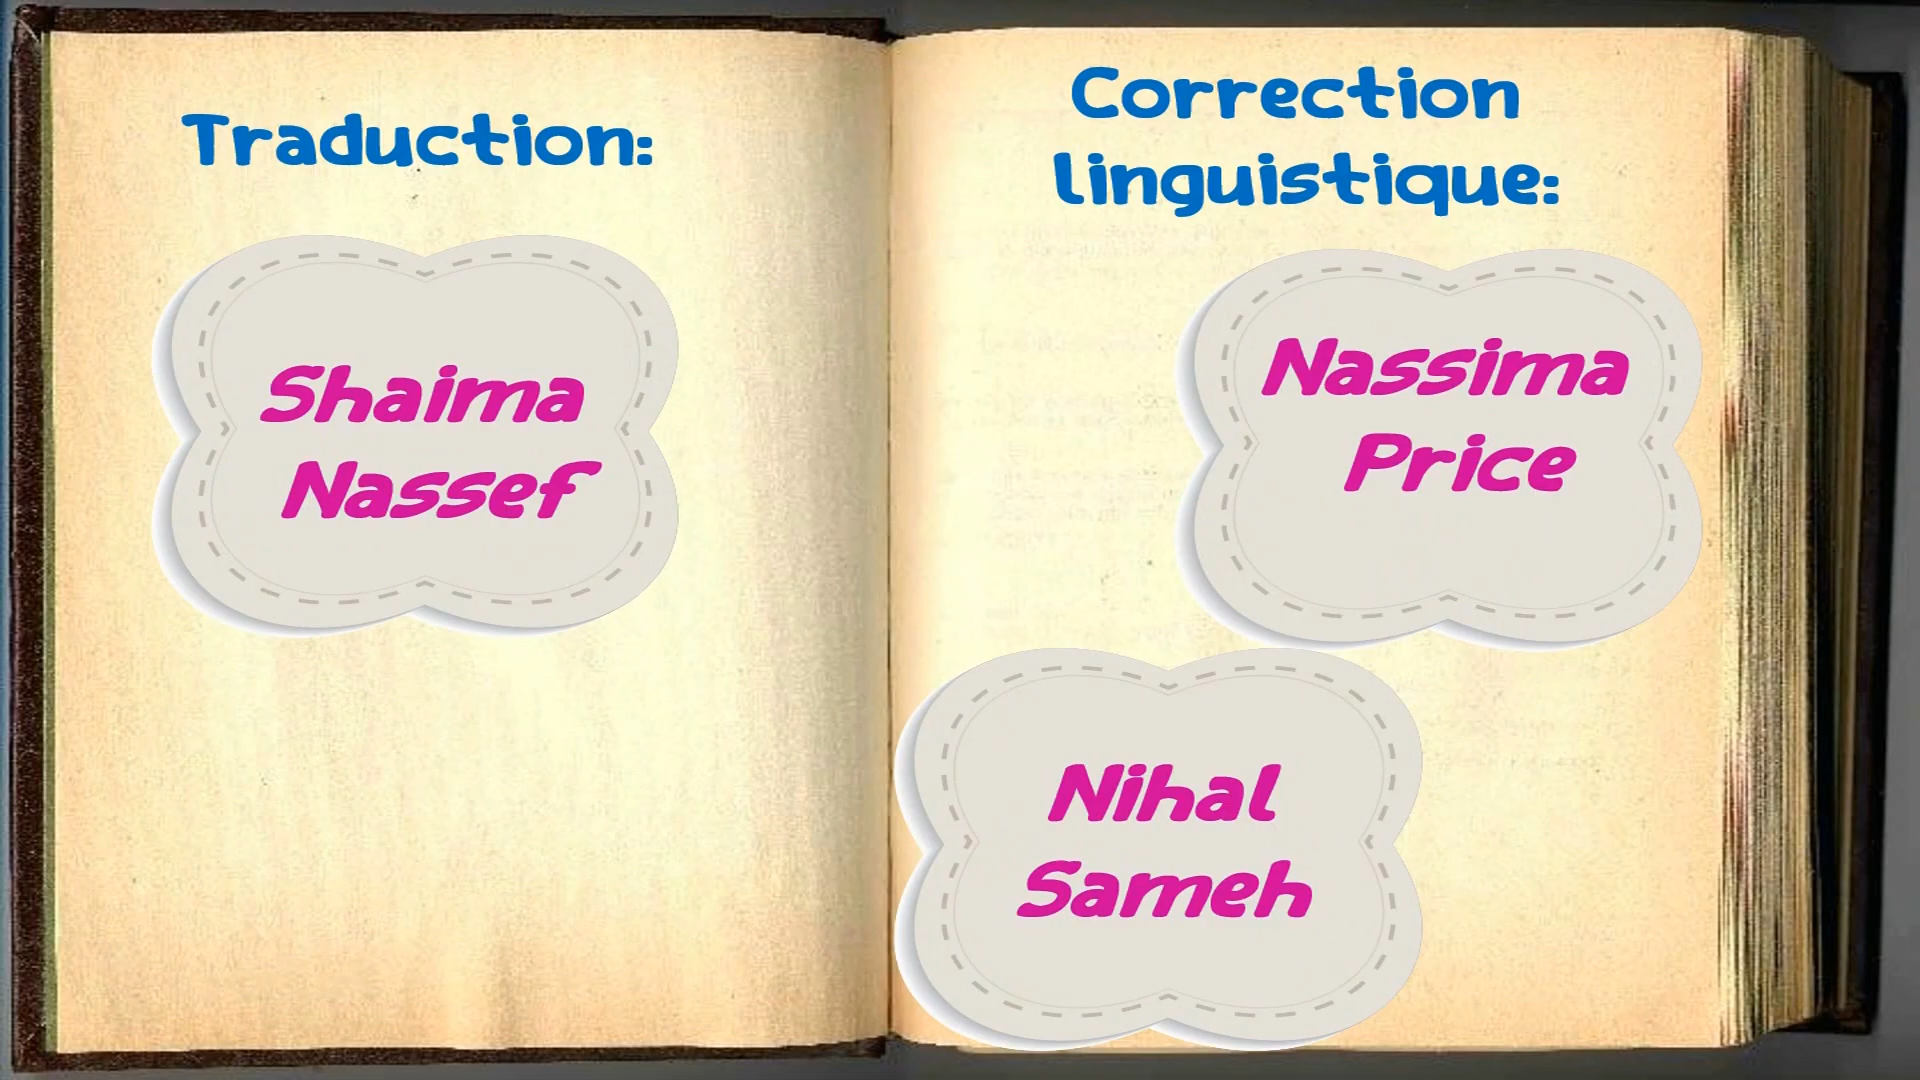 Traduction:
Shaima
Nassef
Correction
linguistique:
Nassima
Price
Nihal
Sameh